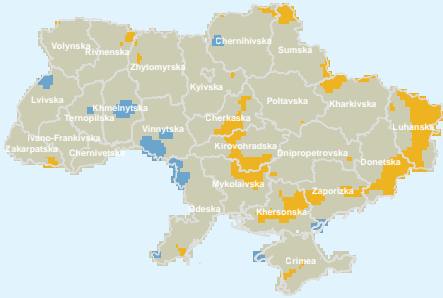 Chernihivska
Volynska
Rivnenska
Sumska
Zhytomyrska
Kyivska
Lvivska
Khmelnytska
Poltavska
Kharkivska
Ternopilska
Cherkaska
Vinnytska
Luhanska
Ivano-Frankivska
Kirovohradska
Zakarpatska
Chernivetska
Dnipropetrovska
Donetska
Mykolaivska
Zaporizka
Odeska
Khersonska
Crimea